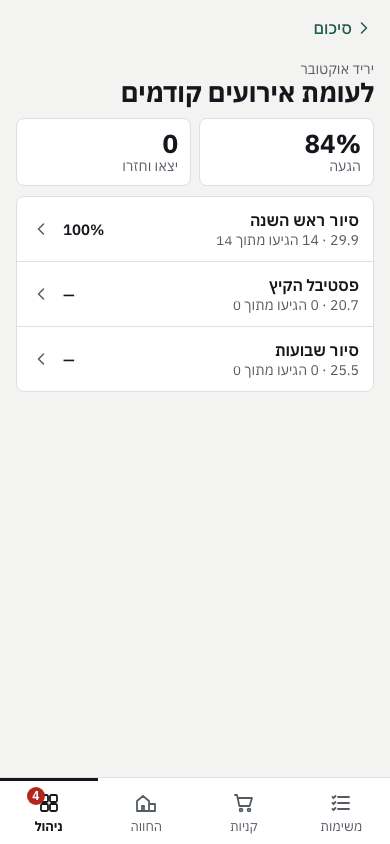 סיכום
יריד אוקטובר
לעומת אירועים קודמים
84%
הגעה
0
יצאו וחזרו
סיור ראש השנה
29.9 · 14 הגיעו מתוך 14
100%
פסטיבל הקיץ
20.7 · 0 הגיעו מתוך 0
—
סיור שבועות
25.5 · 0 הגיעו מתוך 0
—
משימות
קניות
החווה
4
ניהול